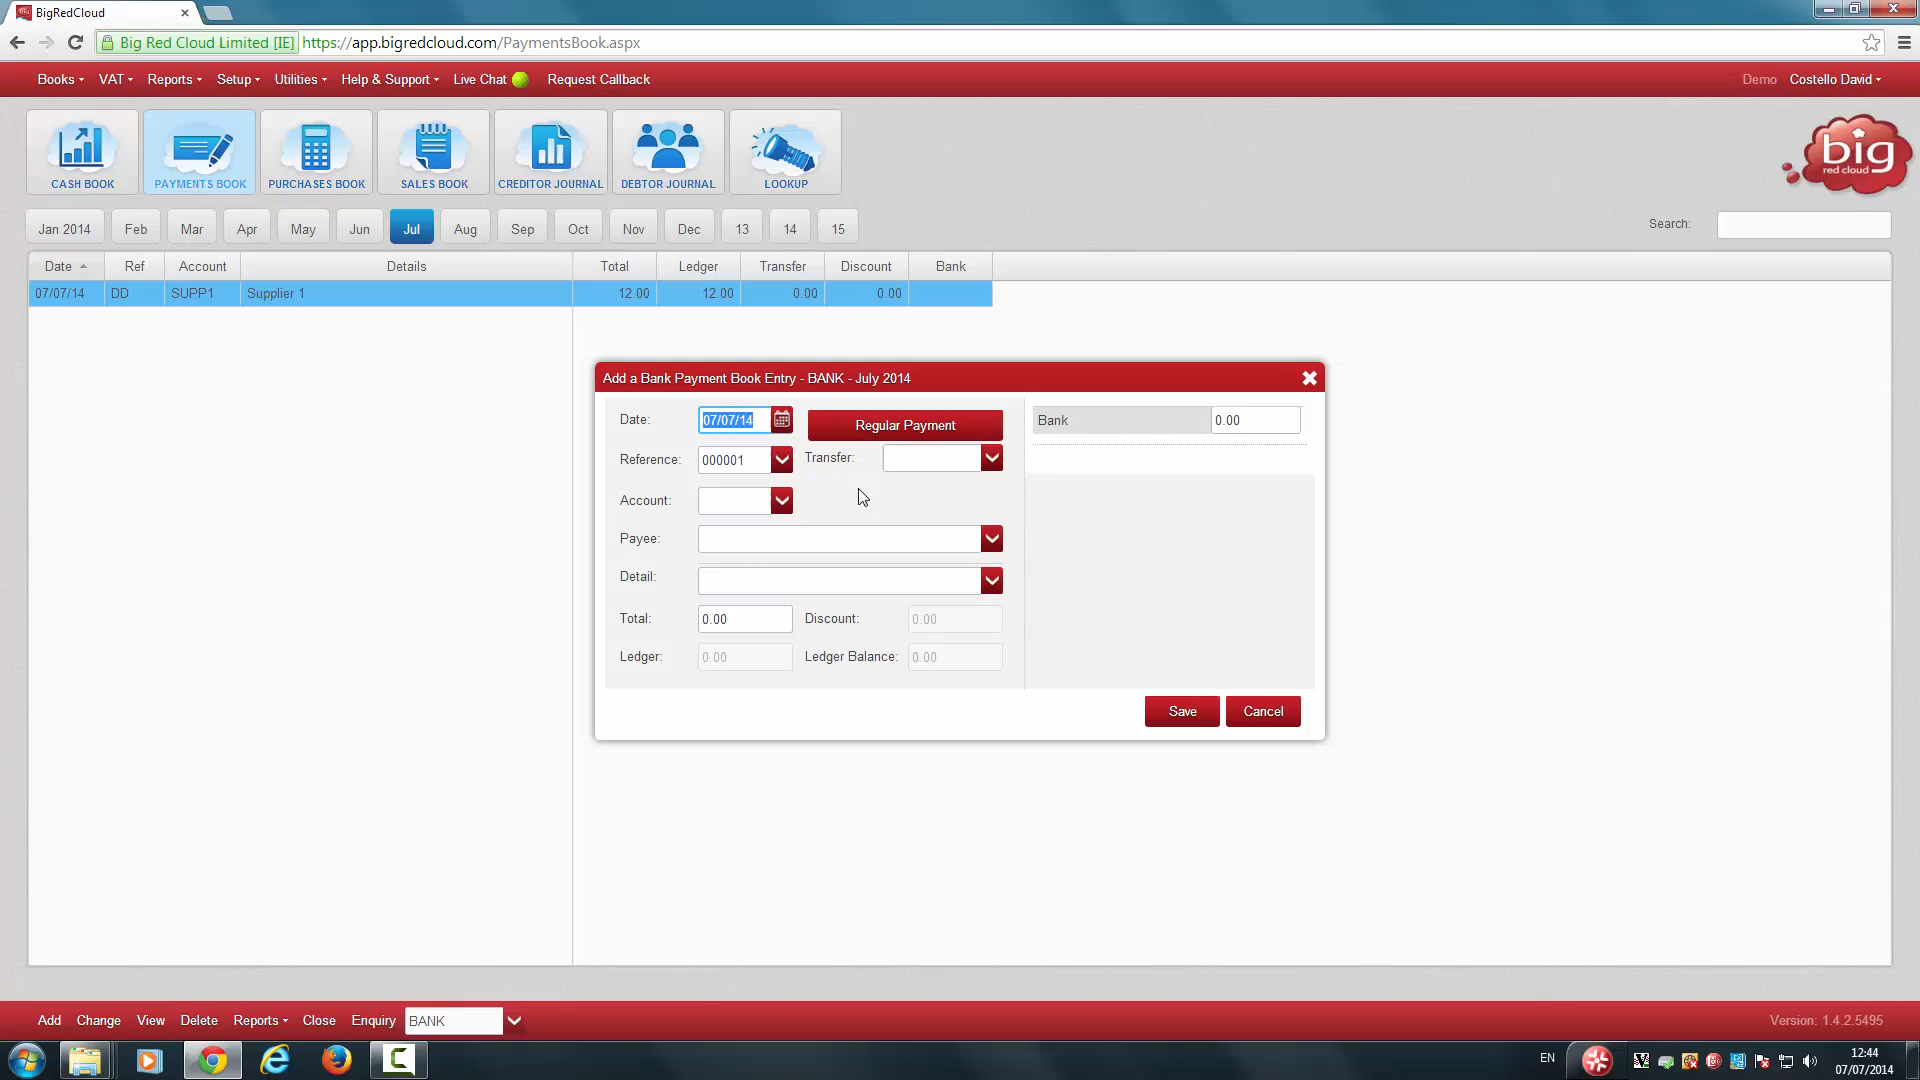 BigRedCloud
Big Red Cloud Limited [IE] https://app.bigredcloud.com/PaymentsBook.aspx
Books VAT Reports Setup Utilities Help & Support Live Chat Request Callback Demo Costello David
CASH BOOK PAYMENTS BOOK PURCHASES BOOK SALES BOOK CREDITOR JOURNAL DEBTOR JOURNAL LOOKUP
big
red cloud
Jan 2014 Feb Mar Apr May Jun Jul Aug Sep Oct Nov Dec 13 14 15 Search:
Date Ref Account Details Total Ledger Transfer Discount Bank
07/07/14 DD SUPP1 Supplier 1 12.00 12.00 0.00 0.00
Add a Bank Payment Book Entry - BANK - July 2014
Date: 07/07/14 Regular Payment Bank 0.00
Reference: 000001 Transfer:
Account:
Payee:
Detail:
Total: 0.00 Discount: 0.00
Ledger: 0.00 Ledger Balance: 0.00
Save Cancel
Add Change View Delete Reports Close Enquiry BANK Version: 1.4.2.5495
EN 12:44
07/07/2014